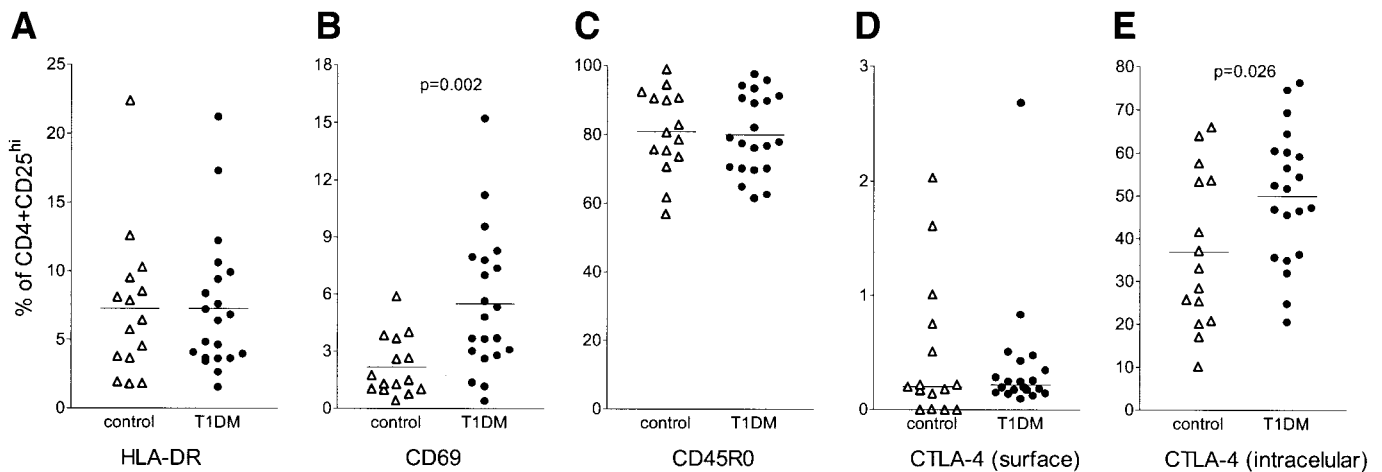 A
B
C
D
E
% of CD4+CD25hi
25
20
15
10
5
0
control
T1DM
HLA-DR
18
15
12
9
6
3
0
p=0.002
control
T1DM
CD69
100
80
60
40
20
0
control
T1DM
CD45R0
3
2
1
0
control
T1DM
CTLA-4 (surface)
80
70
60
50
40
30
20
10
0
p=0.026
control
T1DM
CTLA-4 (intracelular)